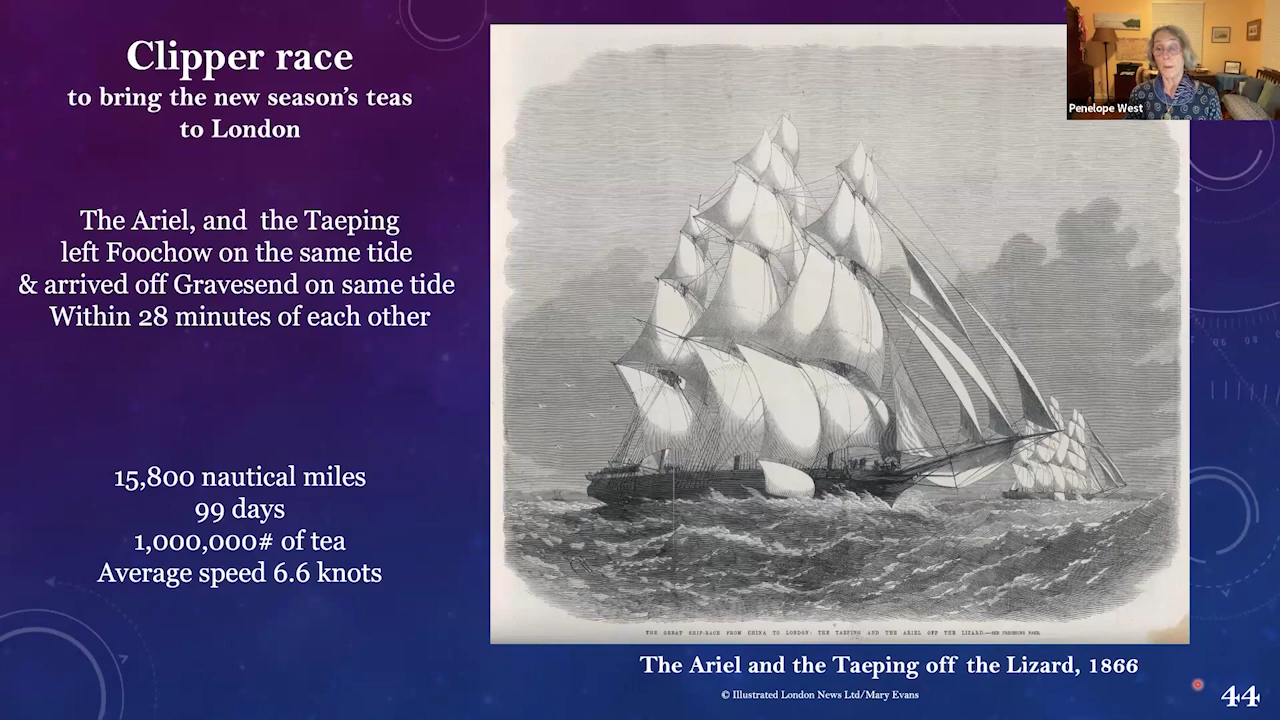 Clipper race
to bring the new season's teas
to London
The Ariel, and the Taeping
left Foochow on the same tide
& arrived off Gravesend on same tide
Within 28 minutes of each other
15,800 nautical miles
99 days
1,000,000# of tea
Average speed 6.6 knots
Penelope West
THE GREAT SHIP-RACE FROM CHINA TO LONDON: THE TAEPING AND THE ARIEL OFF THE LIZARD.—SEE PRECEDING PAGE.
The Ariel and the Taeping off the Lizard, 1866
© Illustrated London News Ltd/Mary Evans
44